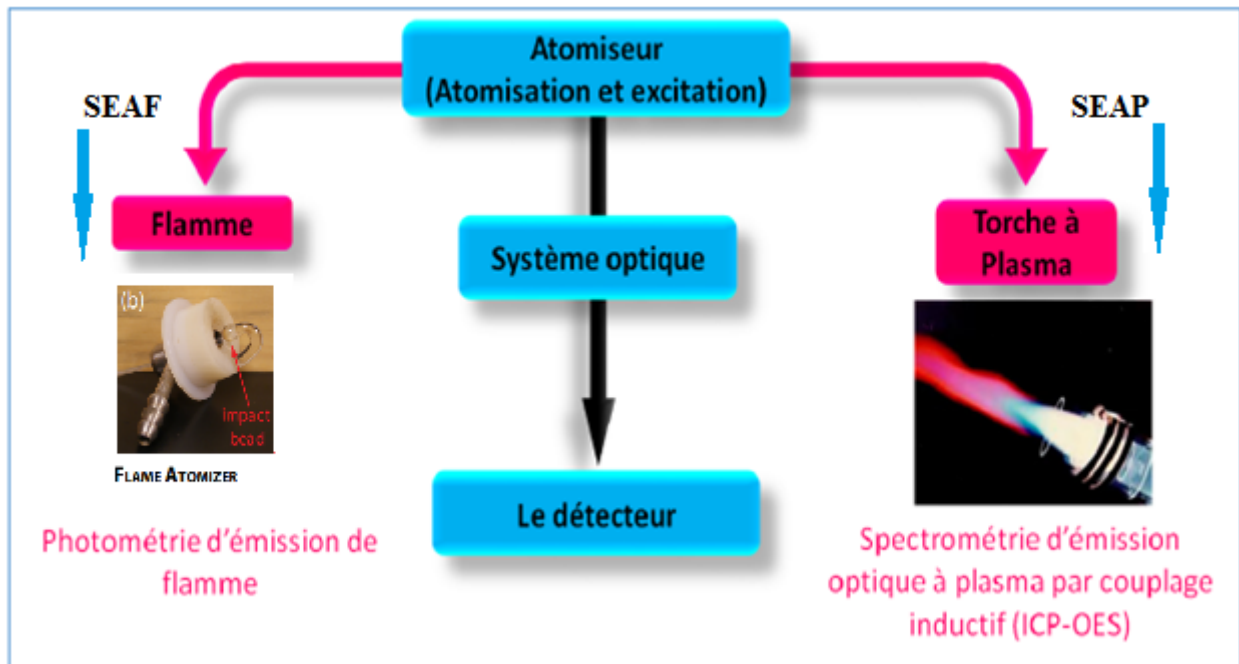 Atomiseur
(Atomisation et excitation)
SEAF
SEAP
Flamme
Système optique
Torche à
Plasma
(b)
impact
bead
FLAME ATOMIZER
Le détecteur
Photométrie d'émission de
flamme
Spectrométrie d'émission
optique à plasma par couplage
inductif (ICP-OES)